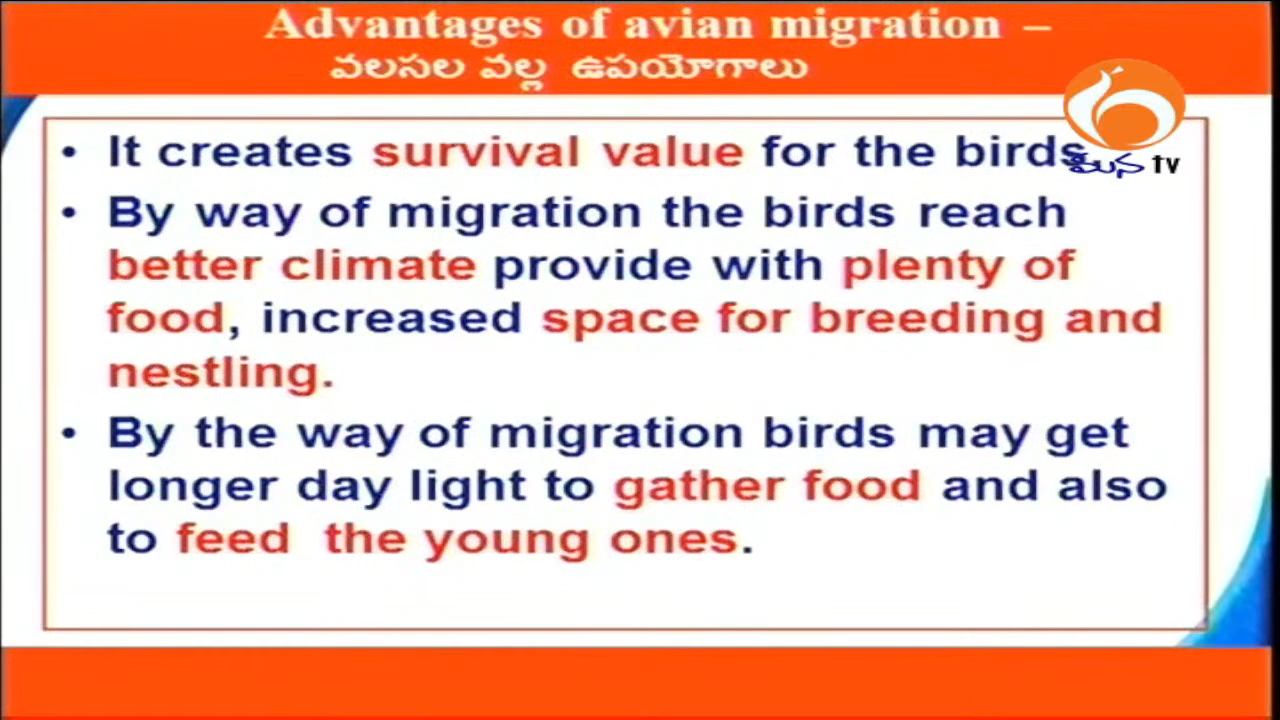 Advantages of avian migration –
వలసల వల్ల ఉపయోగాలు
• It creates survival value for the birds
• By way of migration the birds reach
better climate provide with plenty of
food, increased space for breeding and
nestling.
• By the way of migration birds may get
longer day light to gather food and also
to feed the young ones.
మన tv